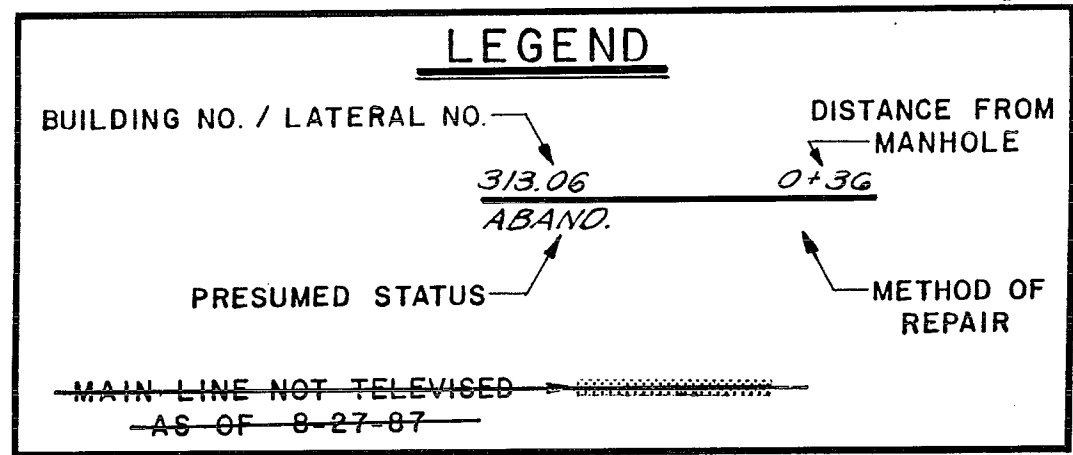 LEGEND
BUILDING NO. / LATERAL NO.
DISTANCE FROM
MANHOLE
313.06 0+36
ABAND.
PRESUMED STATUS
METHOD OF
REPAIR
MAIN LINE NOT TELEVISED
AS OF 8-27-87